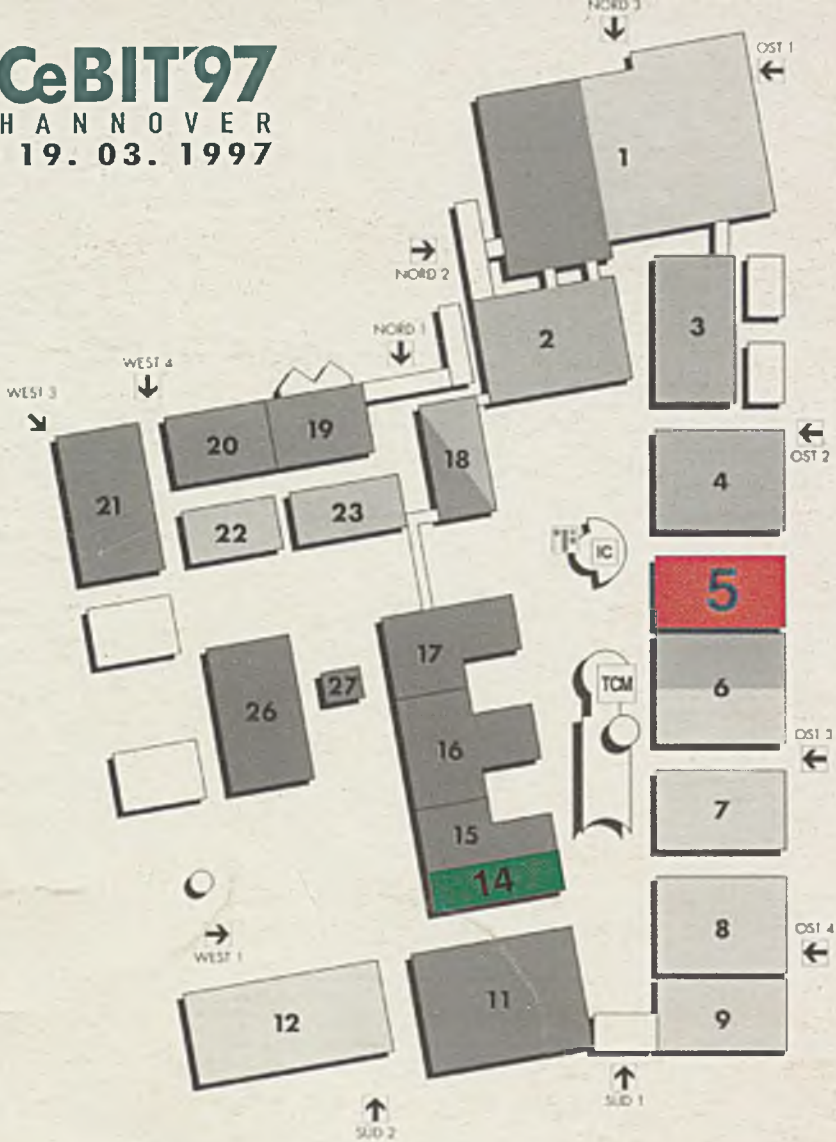 CeBIT'97
HANNOVER
19. 03. 1997
NORD 3
OST 1
1
NORD 2
NORD 1
2
3
WEST 4
WEST 3
20
19
18
OST 2
4
21
22
23
IC
5
17
TCM
6
26
27
OST 3
16
7
15
14
8
OST 4
WEST 1
11
12
9
SÜD 1
SÜD 2